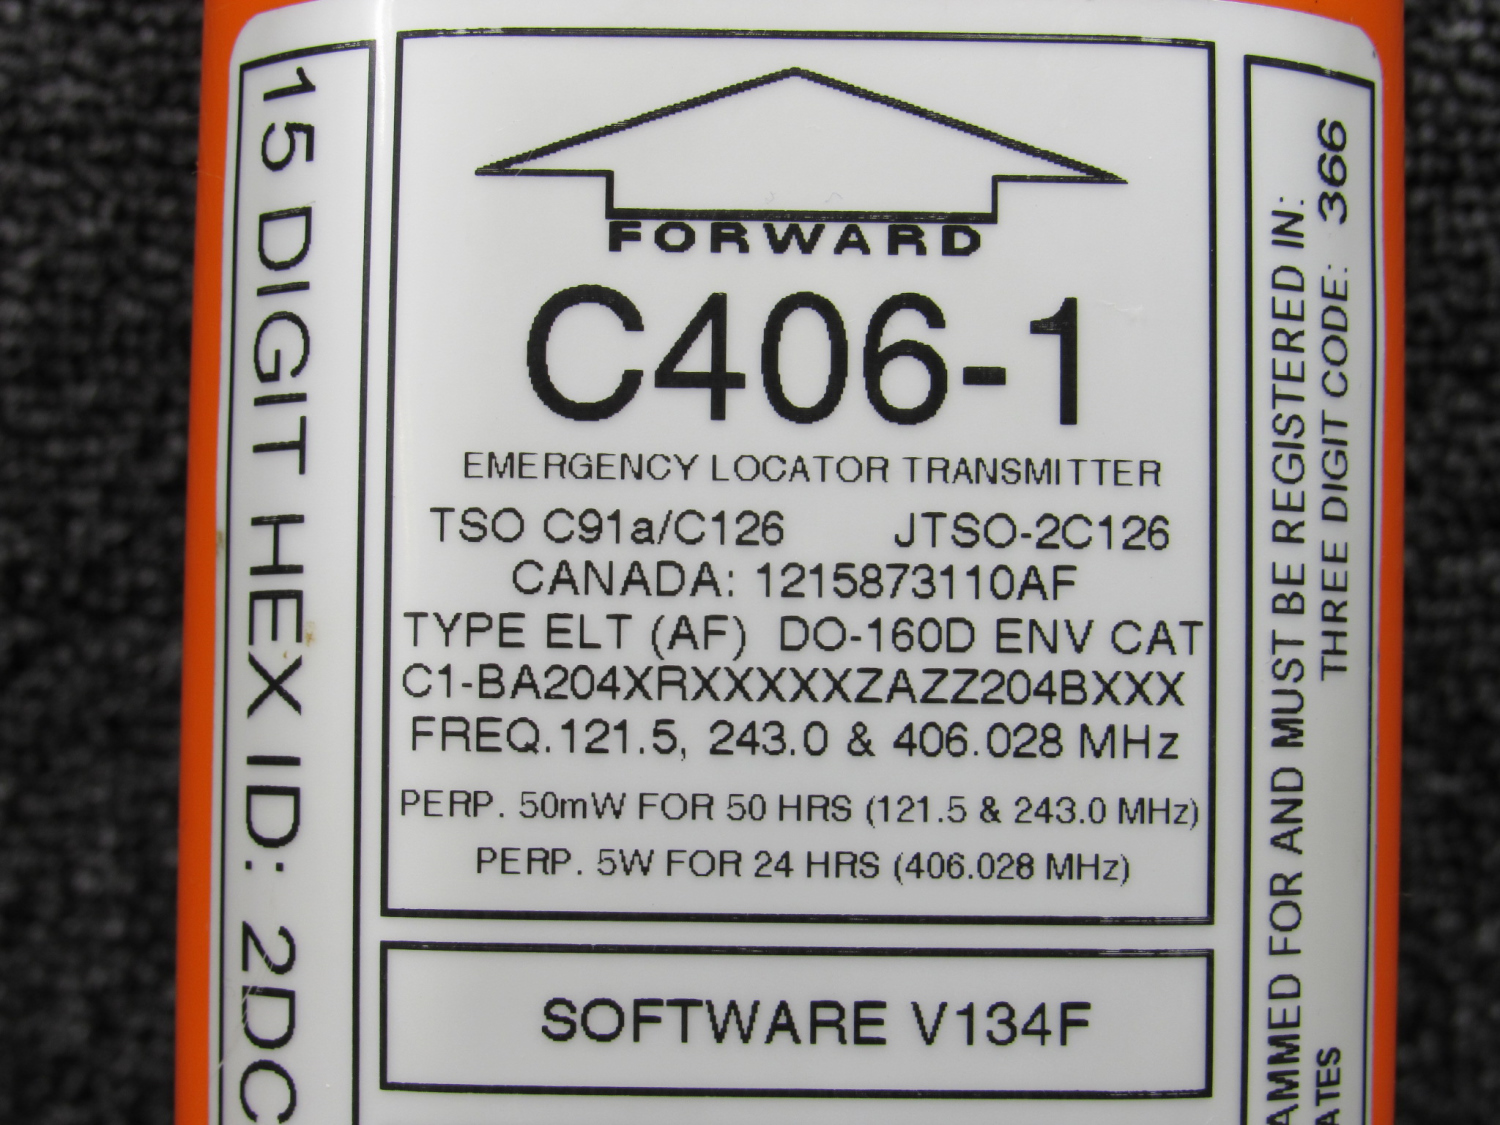 15 DIGIT HEX ID: 2DC
FORWARD
C406-1
EMERGENCY LOCATOR TRANSMITTER
TSO C91a/C126 JTSO-2C126
CANADA: 1215873110AF
TYPE ELT (AF) DO-160D ENV CAT
C1-BA204XRXXXXXZAZZ204BXXX
FREQ.121.5, 243.0 & 406.028 MHz
PERP. 50mW FOR 50 HRS (121.5 & 243.0 MHz)
PERP. 5W FOR 24 HRS (406.028 MHz)
SOFTWARE V134F
AMMED FOR AND MUST BE REGISTERED IN:
ATES THREE DIGIT CODE: 366